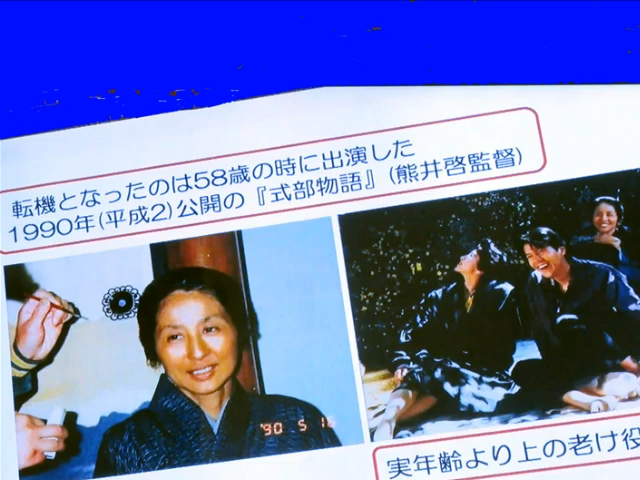 転機となったのは58歳の時に出演した
1990年(平成2)公開の『式部物語』(熊井啓監督)
'90 5 16
実年齢より上の老け役